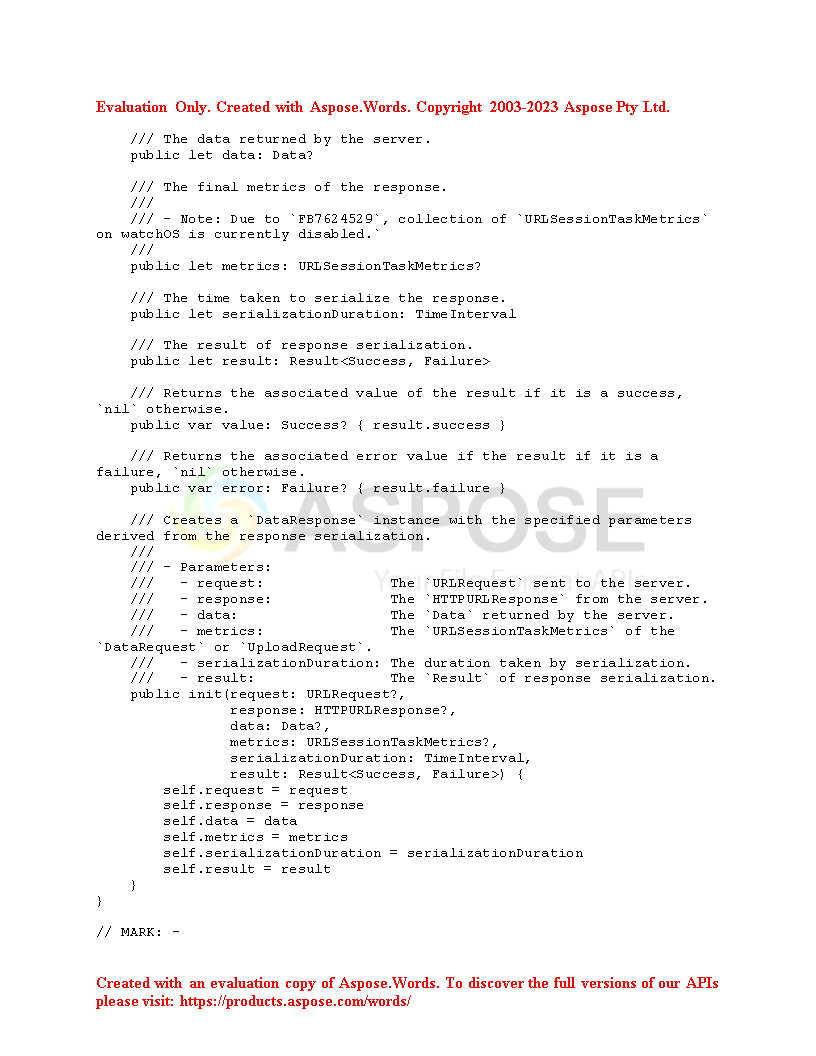 Evaluation Only. Created with Aspose.Words. Copyright 2003-2023 Aspose Pty Ltd.
    /// The data returned by the server.
    public let data: Data?
    /// The final metrics of the response.
    ///
    /// - Note: Due to `FB7624529`, collection of `URLSessionTaskMetrics`
on watchOS is currently disabled.`
    ///
    public let metrics: URLSessionTaskMetrics?
    /// The time taken to serialize the response.
    public let serializationDuration: TimeInterval
    /// The result of response serialization.
    public let result: Result<Success, Failure>
    /// Returns the associated value of the result if it is a success,
`nil` otherwise.
    public var value: Success? { result.success }
    /// Returns the associated error value if the result if it is a
failure, `nil` otherwise.
    public var error: Failure? { result.failure }
ASPOSE
    /// Creates a `DataResponse` instance with the specified parameters
derived from the response serialization.
    ///
    /// - Parameters:
Your File Format APIs
    ///   - request:               The `URLRequest` sent to the server.
    ///   - response:              The `HTTPURLResponse` from the server.
    ///   - data:                  The `Data` returned by the server.
    ///   - metrics:               The `URLSessionTaskMetrics` of the
`DataRequest` or `UploadRequest`.
    ///   - serializationDuration: The duration taken by serialization.
    ///   - result:                The `Result` of response serialization.
    public init(request: URLRequest?,
                response: HTTPURLResponse?,
                data: Data?,
                metrics: URLSessionTaskMetrics?,
                serializationDuration: TimeInterval,
                result: Result<Success, Failure>) {
        self.request = request
        self.response = response
        self.data = data
        self.metrics = metrics
        self.serializationDuration = serializationDuration
        self.result = result
    }
}
// MARK: -
Created with an evaluation copy of Aspose.Words. To discover the full versions of our APIs
please visit: https://products.aspose.com/words/